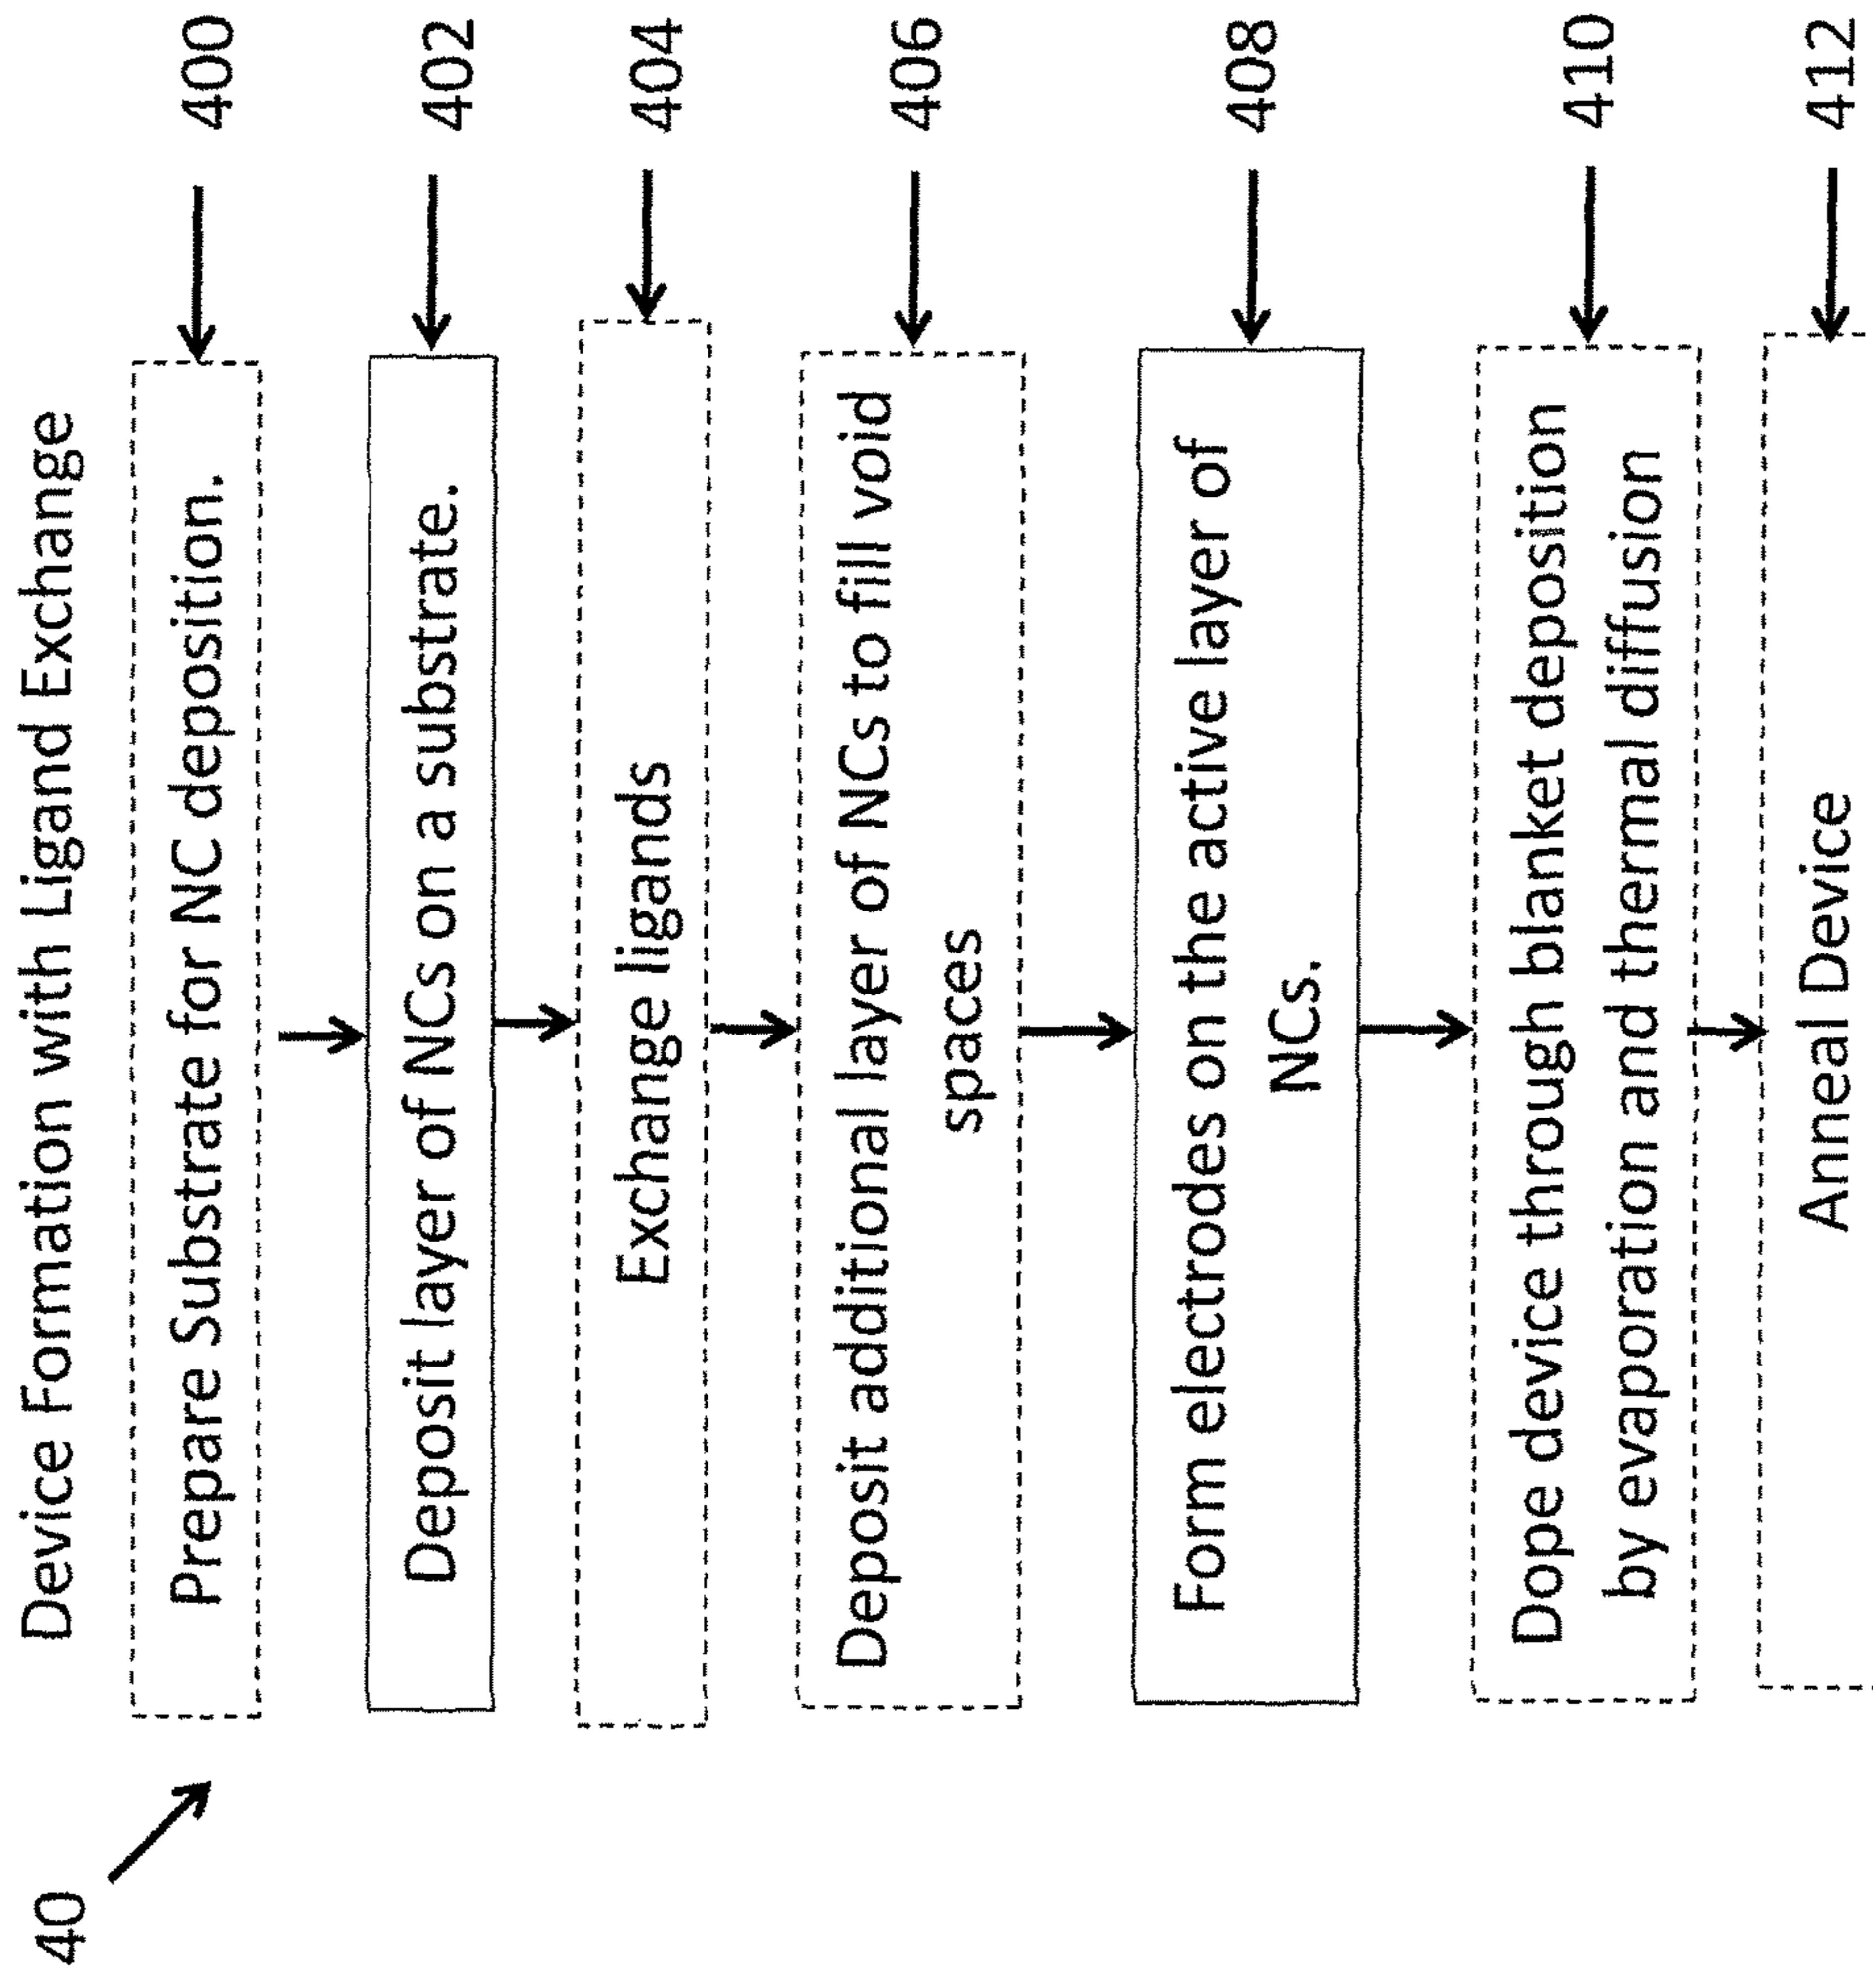 40
Device Formation with Ligand Exchange
Prepare Substrate for NC deposition.
400
Deposit layer of NCs on a substrate.
402
Exchange ligands
404
Deposit additional layer of NCs to fill void
spaces
406
Form electrodes on the active layer of
NCs.
408
Dope device through blanket deposition
by evaporation and thermal diffusion
410
Anneal Device
412